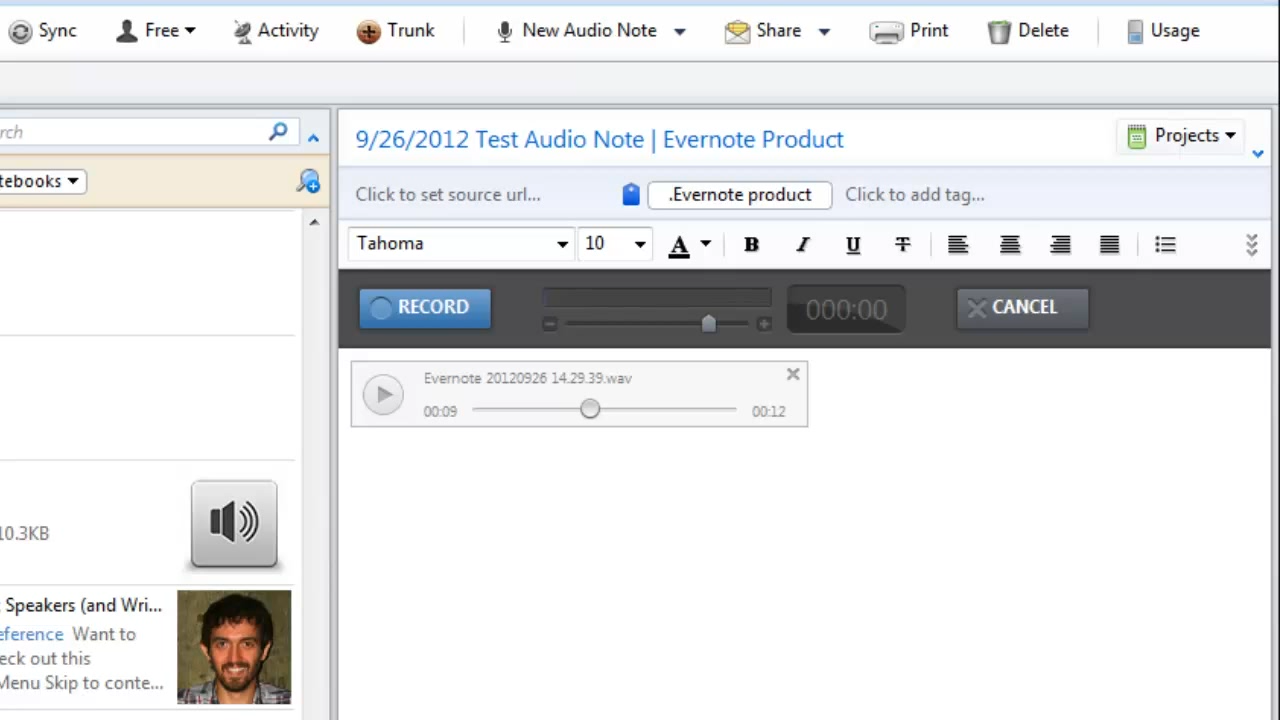 Sync Free Activity Trunk New Audio Note Share Print Delete Usage
rch
tebooks
9/26/2012 Test Audio Note | Evernote Product
Projects
Click to set source url... .Evernote product Click to add tag...
Tahoma 10 A B I U T
RECORD 000:00 CANCEL
Evernote 20120926 14.29.39.wav
00:09 00:12
10.3KB
Speakers (and Wri...
eference Want to
eck out this
Menu Skip to conte...